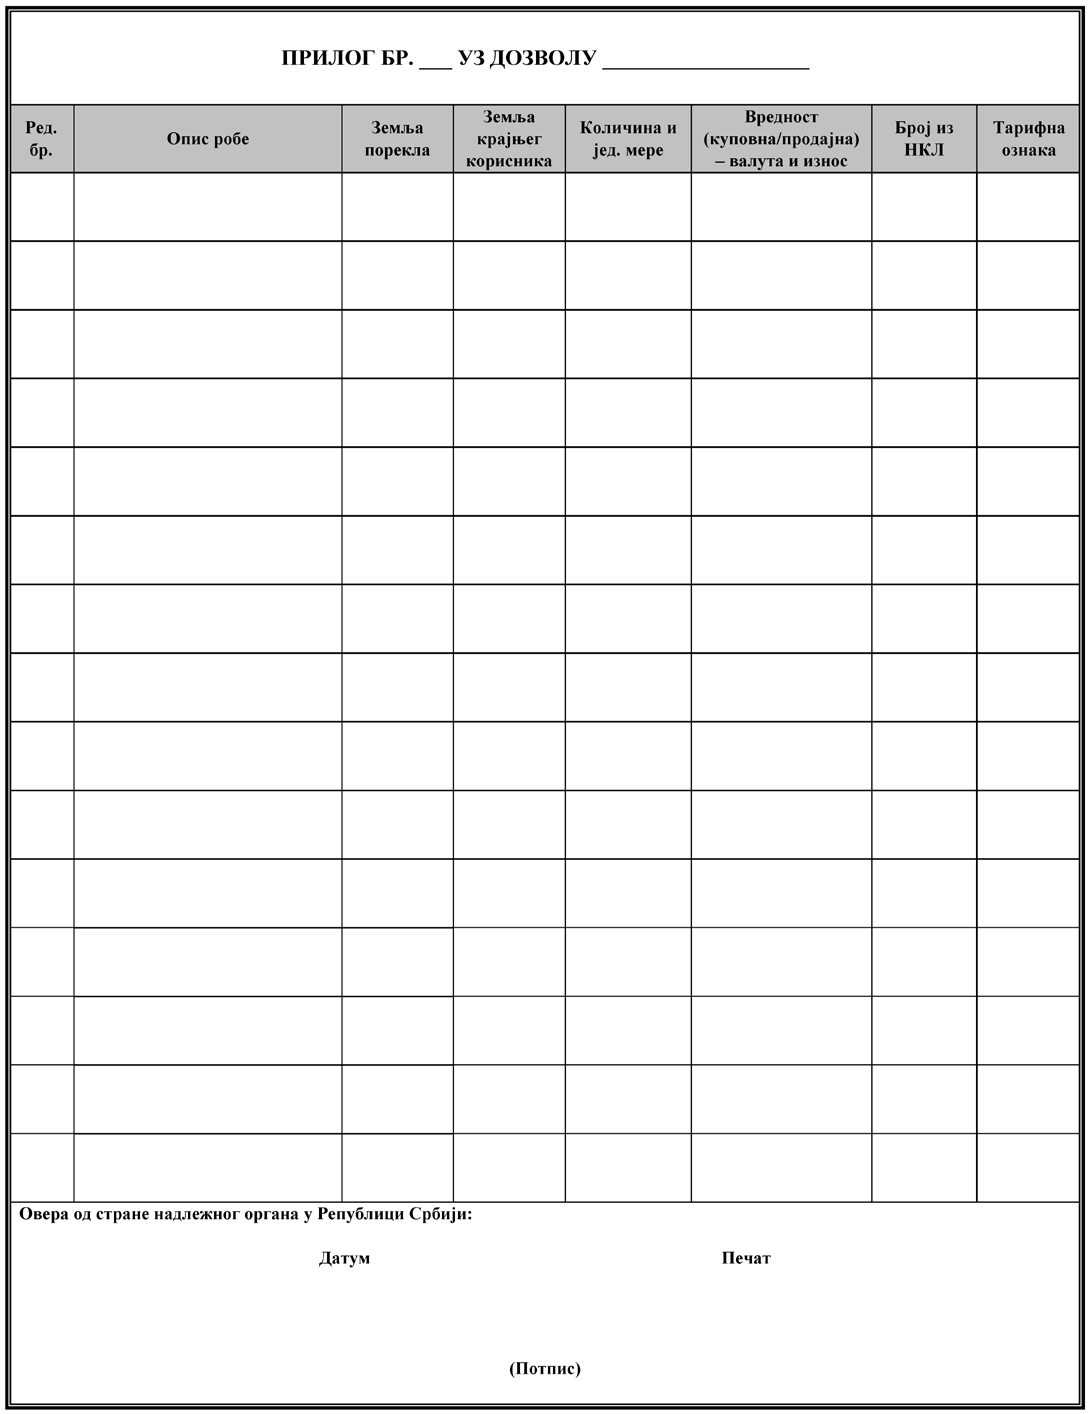 ПРИЛОГ БР. ___ УЗ ДОЗВОЛУ ___________________
Ред.
бр.
Опис робе
Земља
порекла
Земља
крајњег
корисника
Количина и
јед. мере
Вредност
(куповна/продајна)
– валута и износ
Број из
НКЛ
Тарифна
ознака
Овера од стране надлежног органа у Републици Србији:
Датум
Печат
(Потпис)